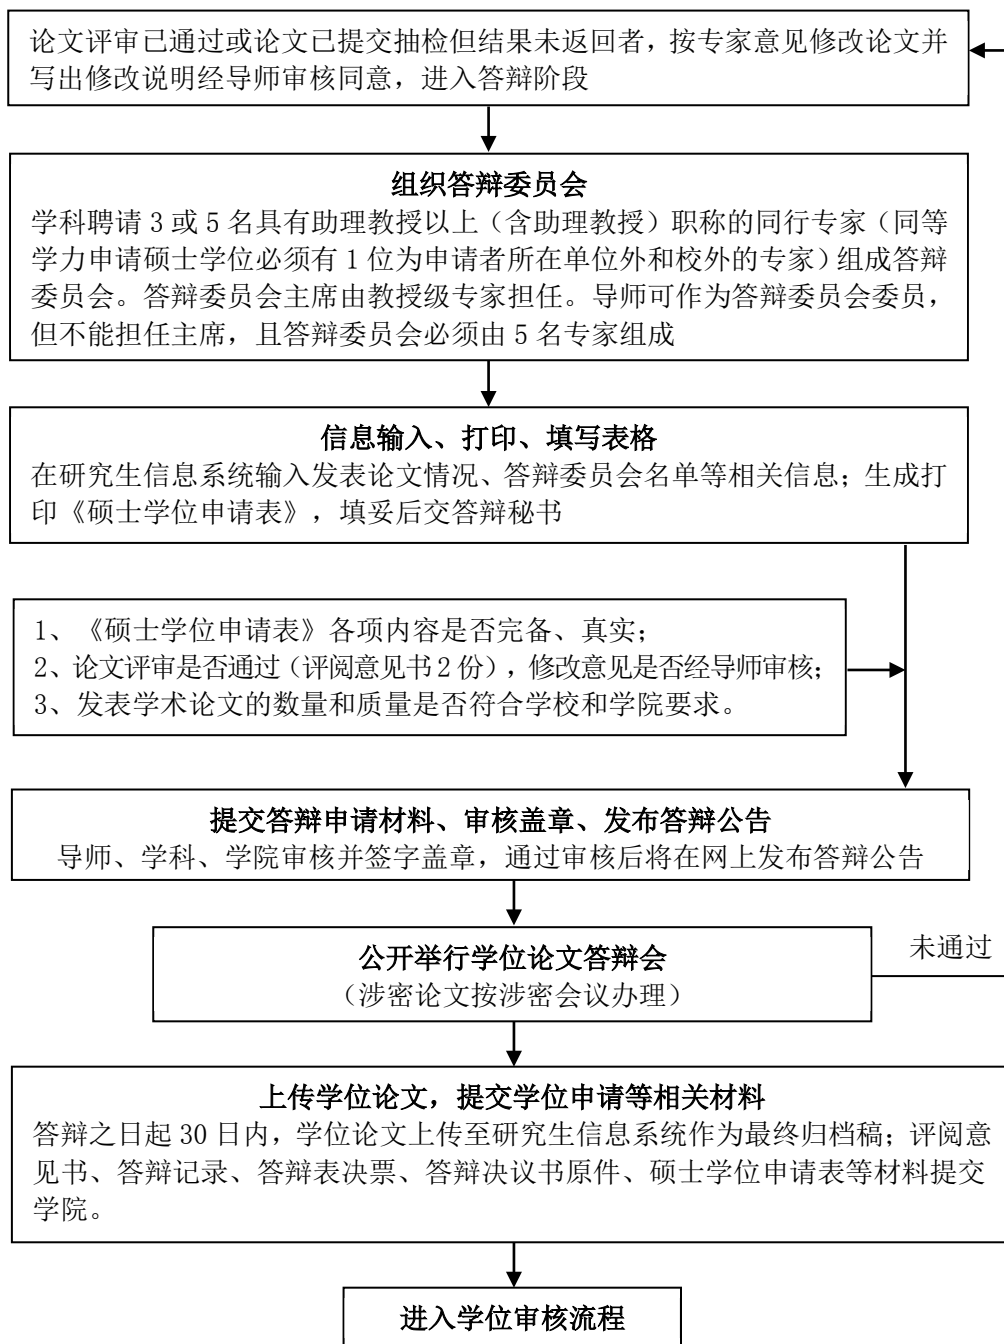 论文评审已通过或论文已提交抽检但结果未返回者，按专家意见修改论文并
写出修改说明经导师审核同意，进入答辩阶段
组织答辩委员会
学科聘请 3 或 5 名具有助理教授以上（含助理教授）职称的同行专家（同等
学力申请硕士学位必须有 1 位为申请者所在单位外和校外的专家）组成答辩
委员会。答辩委员会主席由教授级专家担任。导师可作为答辩委员会委员，
但不能担任主席，且答辩委员会必须由 5 名专家组成
信息输入、打印、填写表格
在研究生信息系统输入发表论文情况、答辩委员会名单等相关信息；生成打
印《硕士学位申请表》，填妥后交答辩秘书
1、《硕士学位申请表》各项内容是否完备、真实；
2、论文评审是否通过（评阅意见书 2 份），修改意见是否经导师审核；
3、发表学术论文的数量和质量是否符合学校和学院要求。
提交答辩申请材料、审核盖章、发布答辩公告
导师、学科、学院审核并签字盖章，通过审核后将在网上发布答辩公告
公开举行学位论文答辩会
（涉密论文按涉密会议办理）
未通过
上传学位论文，提交学位申请等相关材料
答辩之日起 30 日内，学位论文上传至研究生信息系统作为最终归档稿；评阅意
见书、答辩记录、答辩表决票、答辩决议书原件、硕士学位申请表等材料提交
学院。
进入学位审核流程